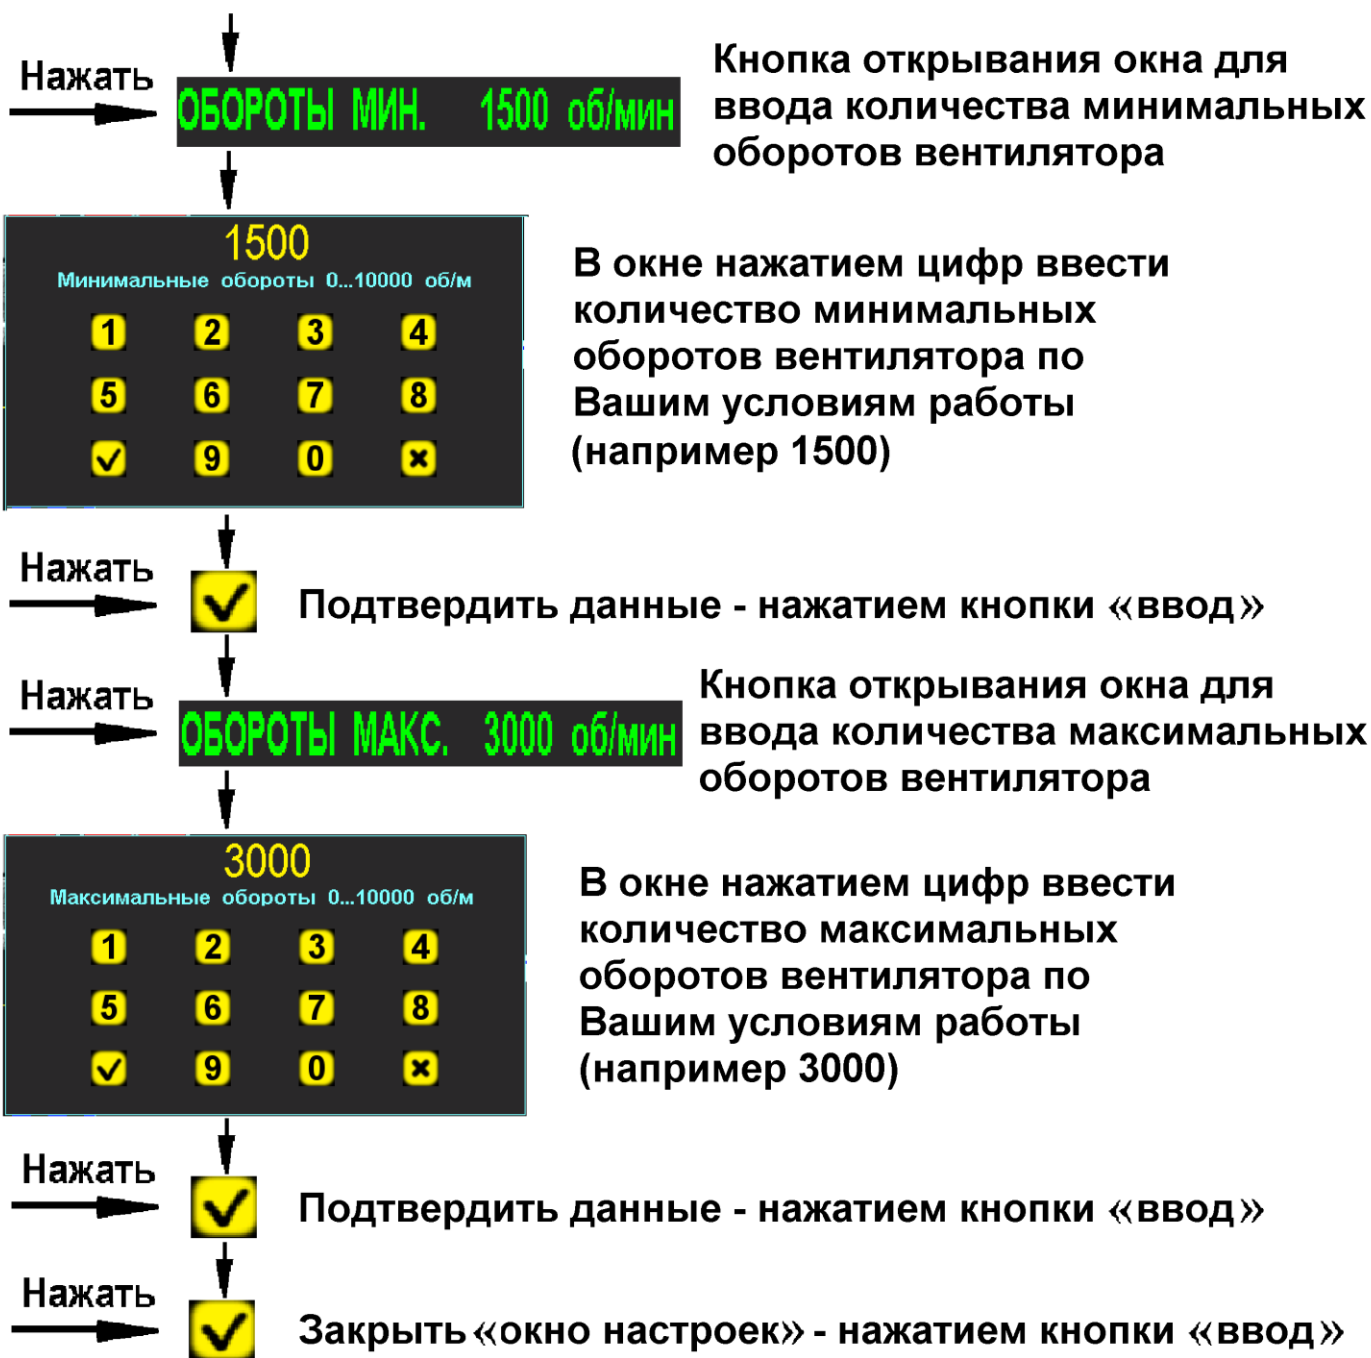 Нажать
ОБОРОТЫ МИН. 1500 об/мин
Кнопка открывания окна для
ввода количества минимальных
оборотов вентилятора
1500
Минимальные обороты 0...10000 об/м
1 2 3 4
5 6 7 8
9 0
В окне нажатием цифр ввести
количество минимальных
оборотов вентилятора по
Вашим условиям работы
(например 1500)
Нажать
Подтвердить данные - нажатием кнопки «ввод»
Нажать
ОБОРОТЫ МАКС. 3000 об/мин
Кнопка открывания окна для
ввода количества максимальных
оборотов вентилятора
3000
Максимальные обороты 0...10000 об/м
1 2 3 4
5 6 7 8
9 0
В окне нажатием цифр ввести
количество максимальных
оборотов вентилятора по
Вашим условиям работы
(например 3000)
Нажать
Подтвердить данные - нажатием кнопки «ввод»
Нажать
Закрыть «окно настроек» - нажатием кнопки «ввод»